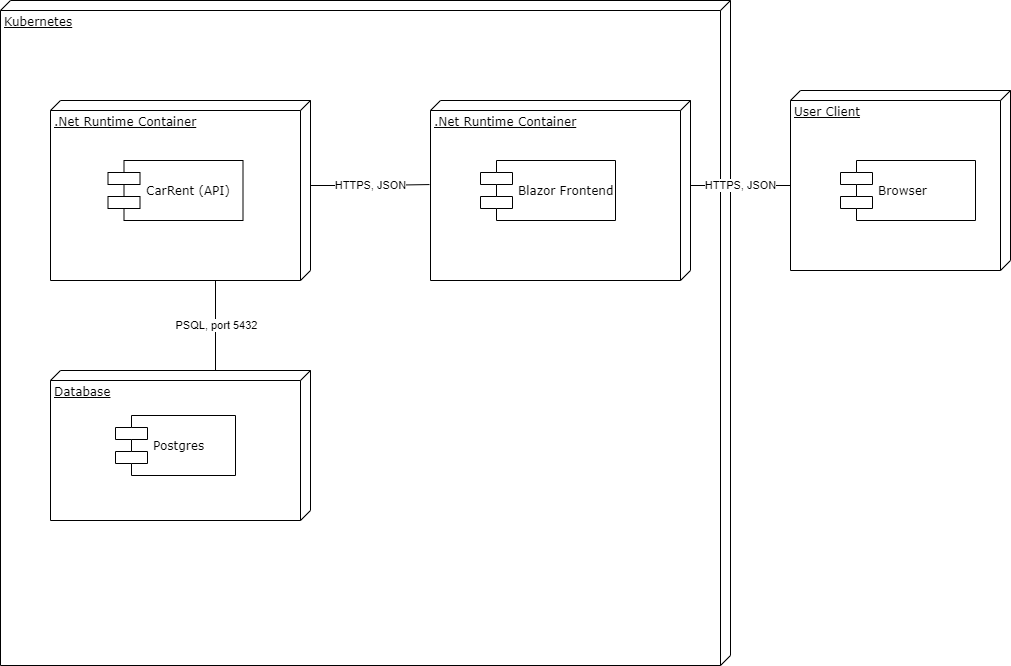 Kubernetes
.Net Runtime Container
CarRent (API)
HTTPS, JSON
.Net Runtime Container
Blazor Frontend
HTTPS, JSON
User Client
Browser
PSQL, port 5432
Database
Postgres